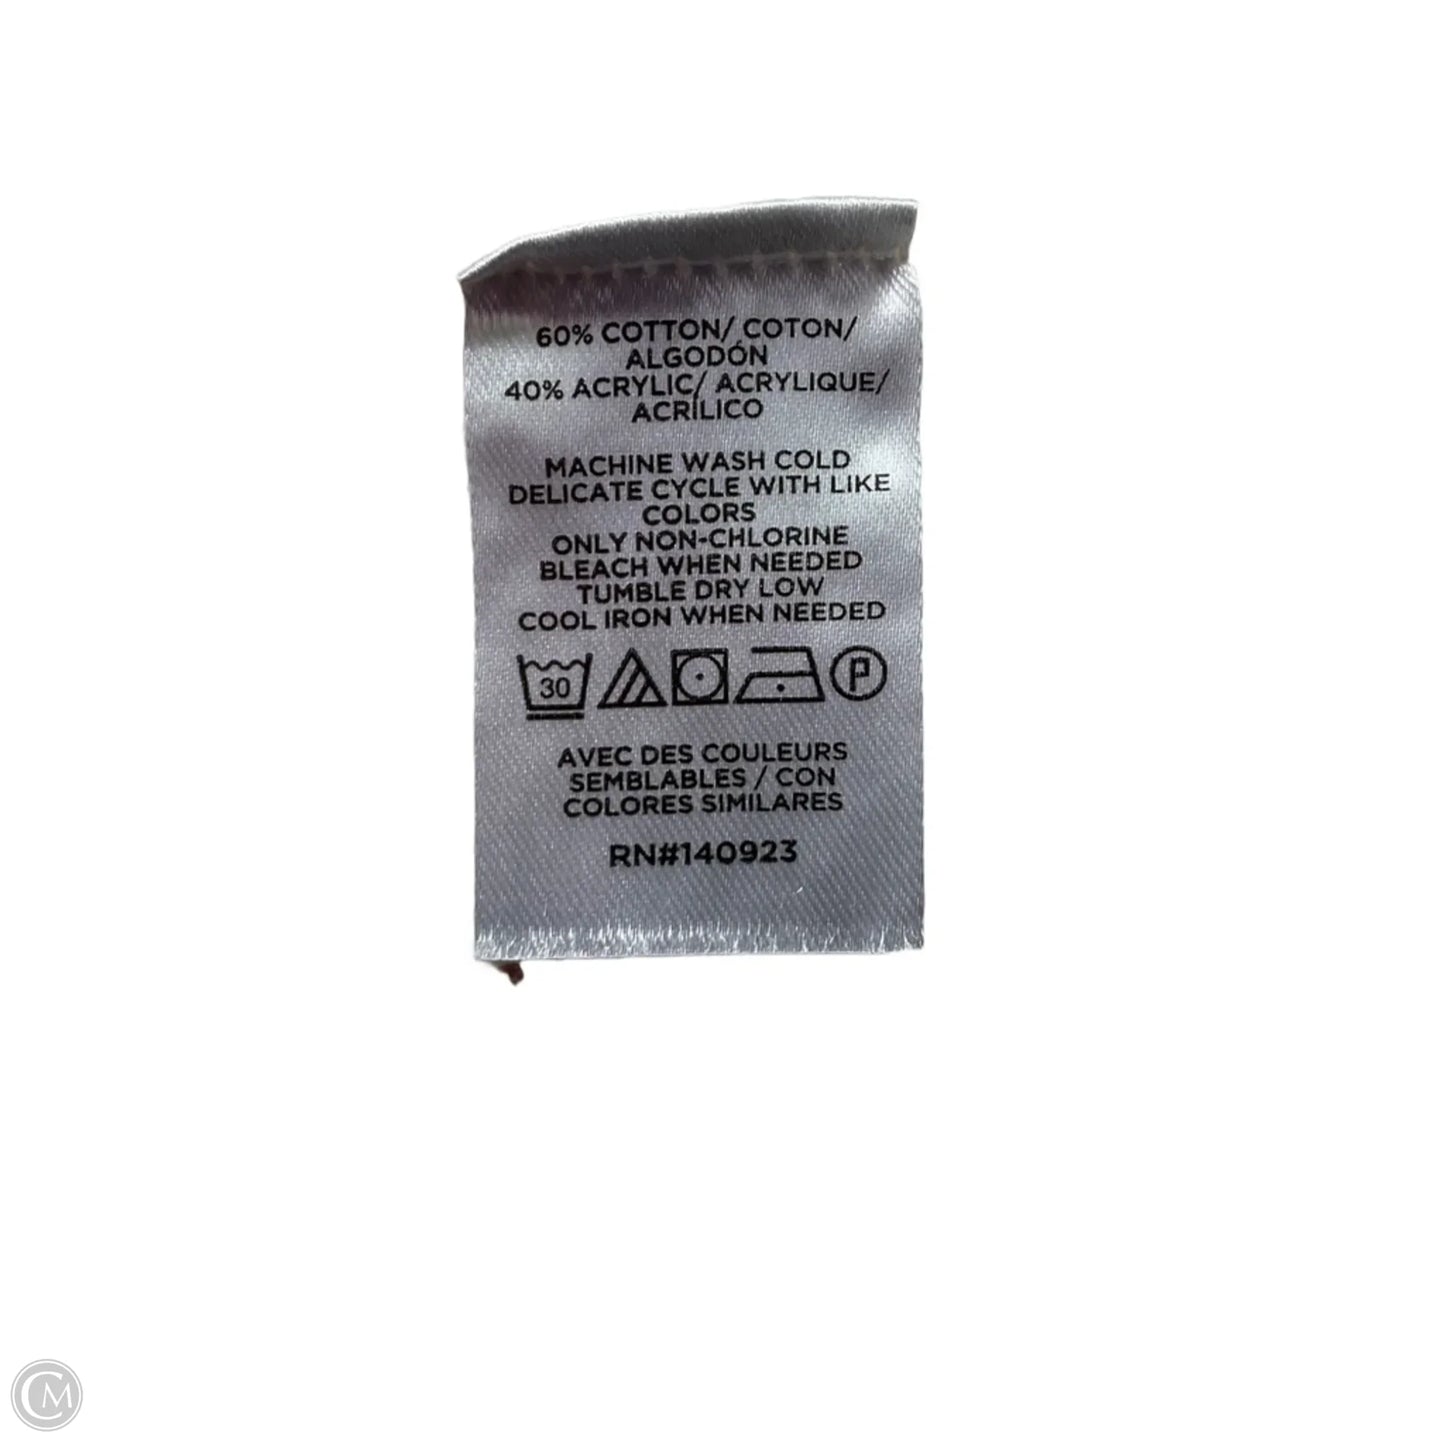 60% COTTON/ COTON/
ALGODÓN
40% ACRYLIC/ ACRYLIQUE/
ACRÍLICO
MACHINE WASH COLD
DELICATE CYCLE WITH LIKE
COLORS
ONLY NON-CHLORINE
BLEACH WHEN NEEDED
TUMBLE DRY LOW
COOL IRON WHEN NEEDED
30 P
AVEC DES COULEURS
SEMBLABLES / CON
COLORES SIMILARES
RN#140923
CM